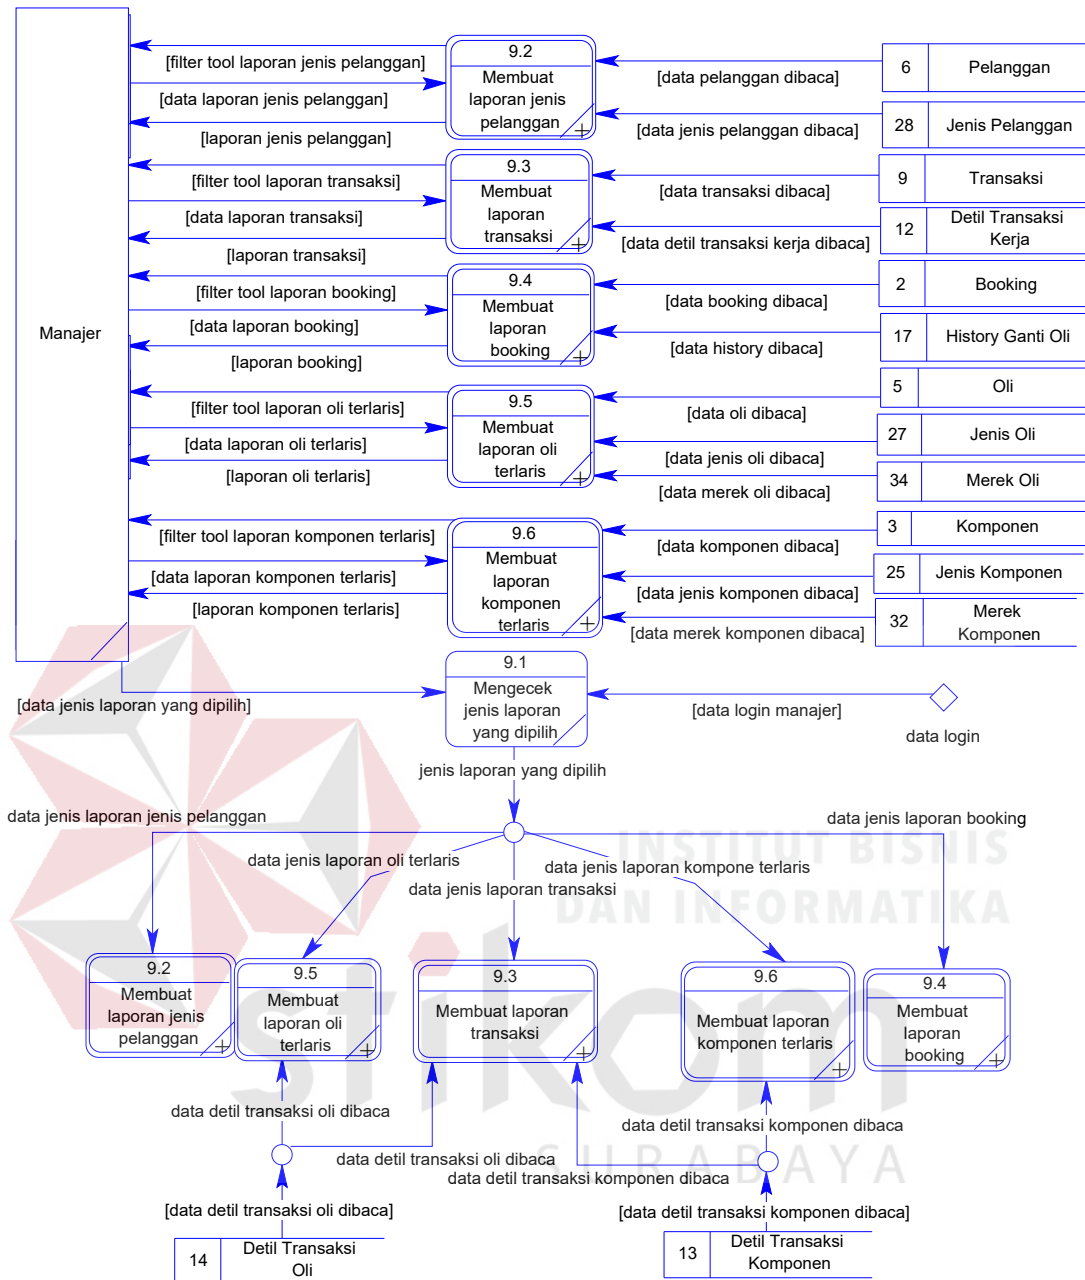 Manajer
[filter tool laporan jenis pelanggan]
[data laporan jenis pelanggan]
[laporan jenis pelanggan]
9.2
Membuat
laporan jenis
pelanggan
[data pelanggan dibaca]
6 Pelanggan
[data jenis pelanggan dibaca]
28 Jenis Pelanggan
[filter tool laporan transaksi]
[data laporan transaksi]
[laporan transaksi]
9.3
Membuat
laporan
transaksi
[data transaksi dibaca]
9 Transaksi
[data detil transaksi kerja dibaca]
12 Detil Transaksi
Kerja
[filter tool laporan booking]
[data laporan booking]
[laporan booking]
9.4
Membuat
laporan
booking
[data booking dibaca]
2 Booking
[data history dibaca]
17 History Ganti Oli
[filter tool laporan oli terlaris]
[data laporan oli terlaris]
[laporan oli terlaris]
9.5
Membuat
laporan oli
terlaris
[data oli dibaca]
5 Oli
[data jenis oli dibaca]
27 Jenis Oli
[data merek oli dibaca]
34 Merek Oli
[filter tool laporan komponen terlaris]
[data laporan komponen terlaris]
[laporan komponen terlaris]
9.6
Membuat
laporan
komponen
terlaris
[data komponen dibaca]
3 Komponen
[data jenis komponen dibaca]
25 Jenis Komponen
[data merek komponen dibaca]
32 Merek
Komponen
[data jenis laporan yang dipilih]
9.1
Mengecek
jenis laporan
yang dipilih
[data login manajer]
data login
jenis laporan yang dipilih
data jenis laporan jenis pelanggan
data jenis laporan oli terlaris
data jenis laporan transaksi
data jenis laporan kompone terlaris
data jenis laporan booking
INSTITUT BISNIS
DAN INFORMATIKA
stikom
SURABAYA
9.2
Membuat
laporan jenis
pelanggan
9.5
Membuat
laporan oli
terlaris
9.3
Membuat laporan
transaksi
9.6
Membuat laporan
komponen terlaris
9.4
Membuat
laporan
booking
data detil transaksi oli dibaca
data detil transaksi oli dibaca
data detil transaksi komponen dibaca
data detil transaksi komponen dibaca
[data detil transaksi oli dibaca]
[data detil transaksi komponen dibaca]
14 Detil Transaksi
Oli
13 Detil Transaksi
Komponen